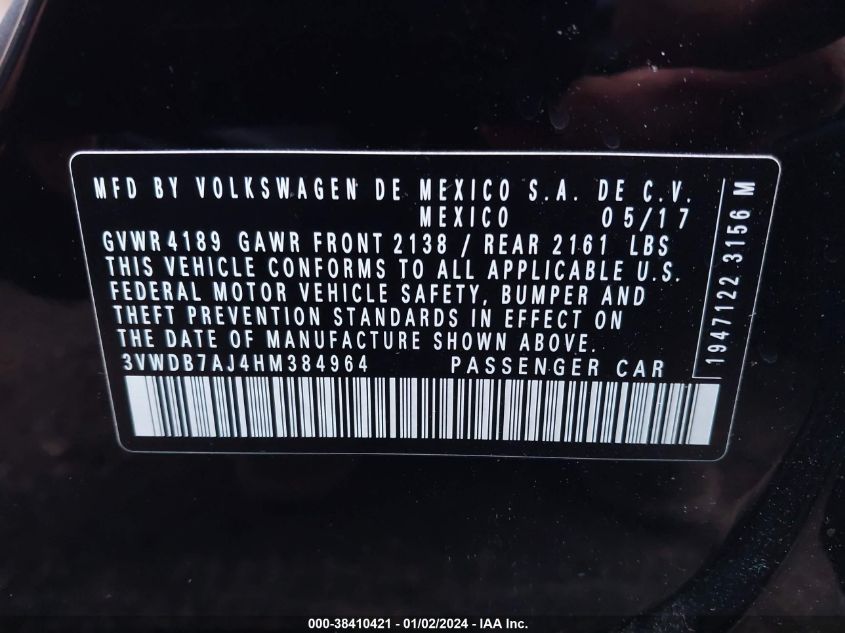 MFD BY VOLKSWAGEN DE MEXICO S.A. DE C.V.
MEXICO 05/17
GVWR 4189 GAWR FRONT 2138 / REAR 2161 LBS
THIS VEHICLE CONFORMS TO ALL APPLICABLE U.S.
FEDERAL MOTOR VEHICLE SAFETY, BUMPER AND
THEFT PREVENTION STANDARDS IN EFFECT ON
THE DATE OF MANUFACTURE SHOWN ABOVE.
3VWDB7AJ4HM384964 PASSENGER CAR
1947122 3156 M
000-38410421 - 01/02/2024 - IAA Inc.